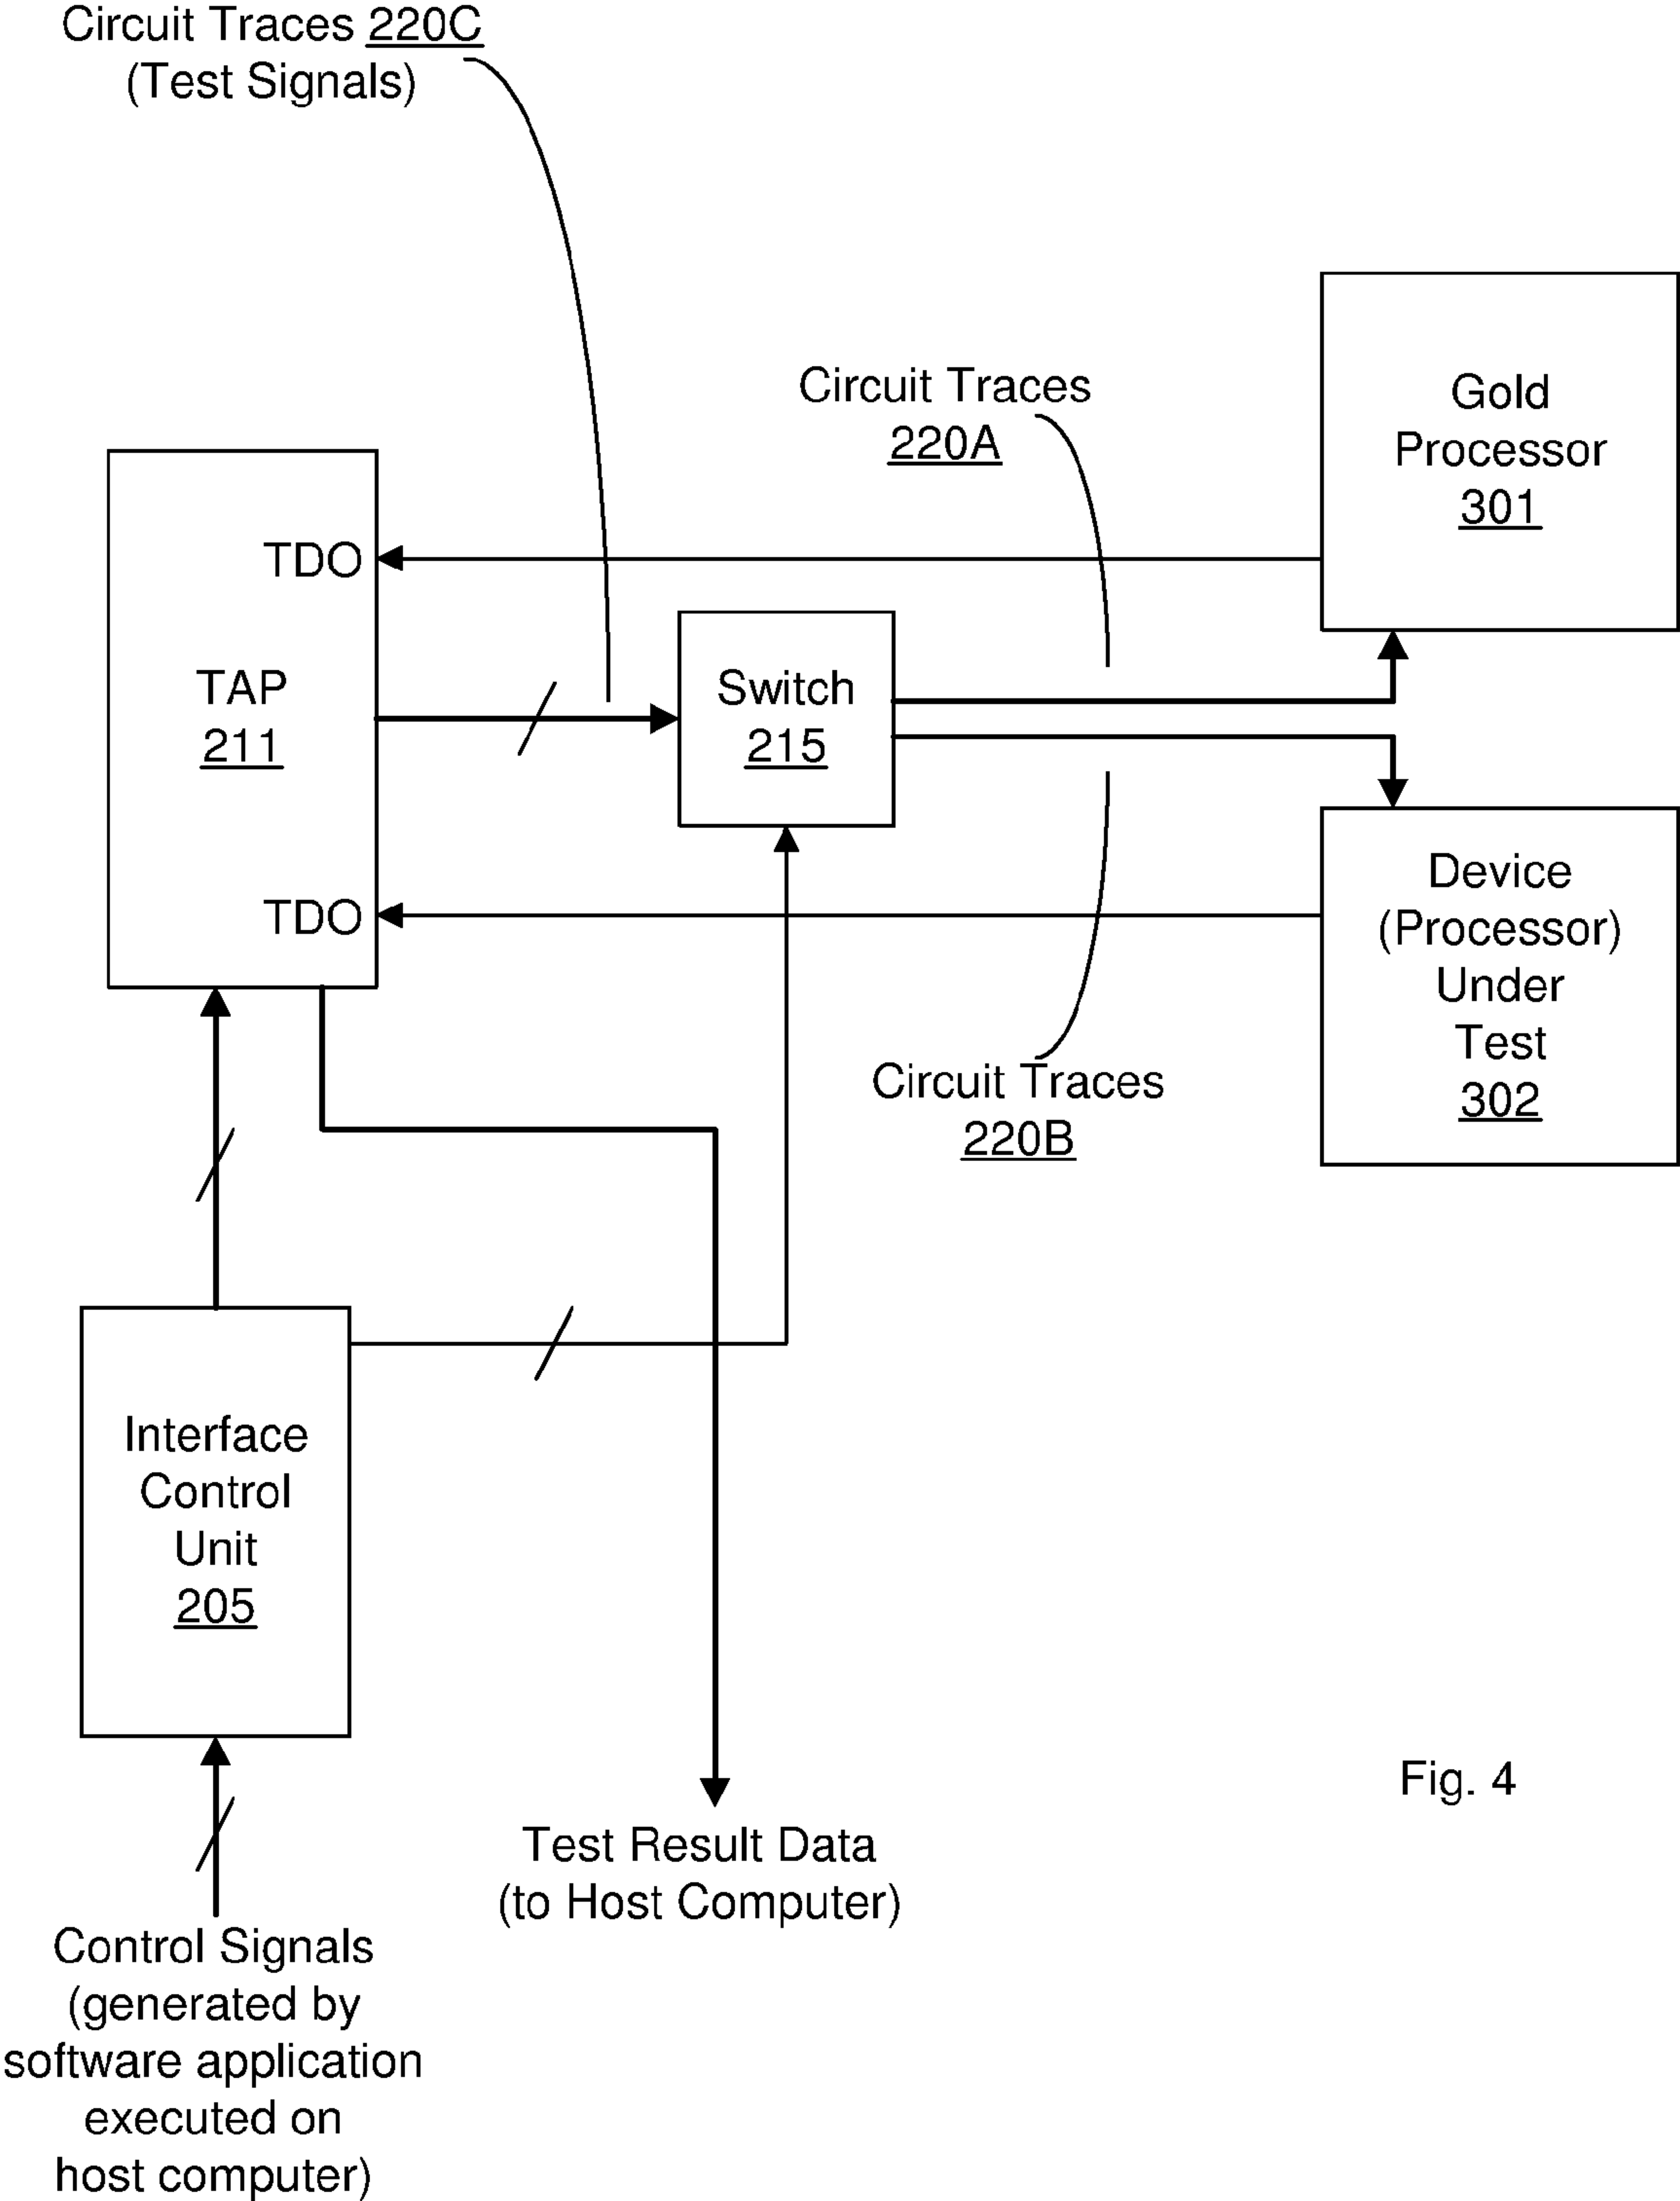 Circuit Traces 220C
(Test Signals)
Circuit Traces
220A
Gold
Processor
301
TDO
TAP
211
Switch
215
TDO
Device
(Processor)
Under
Test
302
Circuit Traces
220B
Interface
Control
Unit
205
Fig. 4
Test Result Data
(to Host Computer)
Control Signals
(generated by
software application
executed on
host computer)